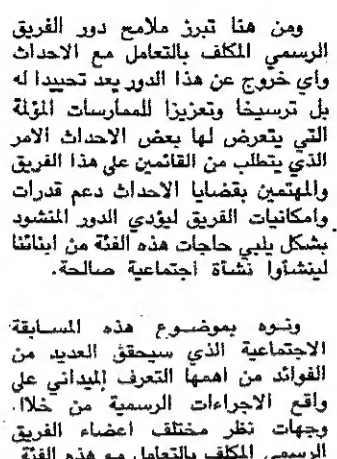 ومن هنا تبرز ملامح دور الفريق
الرسمي المكلف بالتعامل مع الاحداث
واي خروج عن هذا الدور يعد تحييدا له
بل ترسيخا وتعزيزا للممارسات المؤلة
التي يتعرض لها بعض الاحداث الامر
الذي يتطلب من القائمين على هذا الفريق
والمهتمين بقضايا الاحداث دعم قدرات
وامكانيات الفريق ليؤدي الدور المنشود
بشكل يلبي حاجات هذه الفئة من ابنائنا
لينشأوا نشأة اجتماعية صالحة.
ونوه بموضوع هذه المسابقة
الاجتماعية الذي سيحقق العديد من
الفوائد من اهمها التعرف الميداني على
واقع الاجراءات الرسمية من خلال
وجهات نظر مختلف اعضاء الفريق
الرسمي المكلف بالتعامل مع هذه الفئة